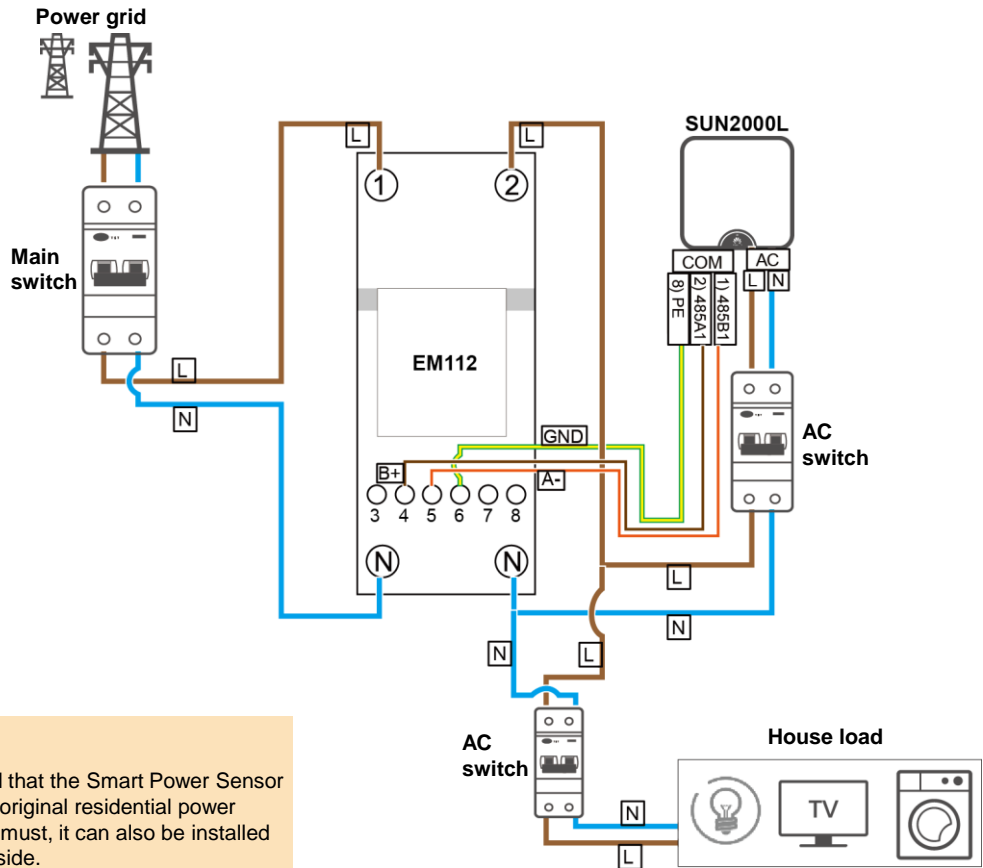 Power grid
L
L
SUN2000L
1
2
Main
switch
COM
AC
L
N
8) PE
2) 485A1
1) 485B1
EM112
L
N
AC
switch
GND
B+
A-
3 4 5 6 7 8
N
N
L
N
N
L
AC
switch
House load
TV
N
L
that the Smart Power Sensor
original residential power
must, it can also be installed
side.